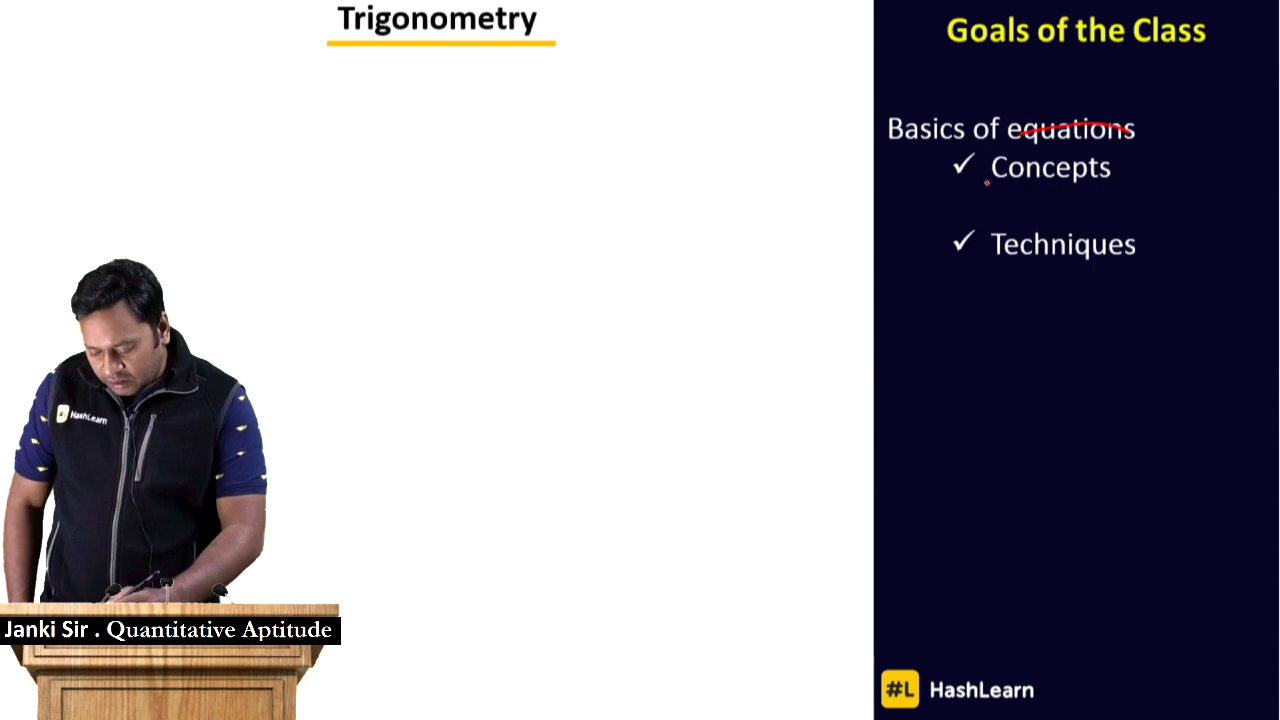 Trigonometry
Goals of the Class
Basics of equations
✓ Concepts
✓ Techniques
HashLearn
Janki Sir . Quantitative Aptitude
#L HashLearn